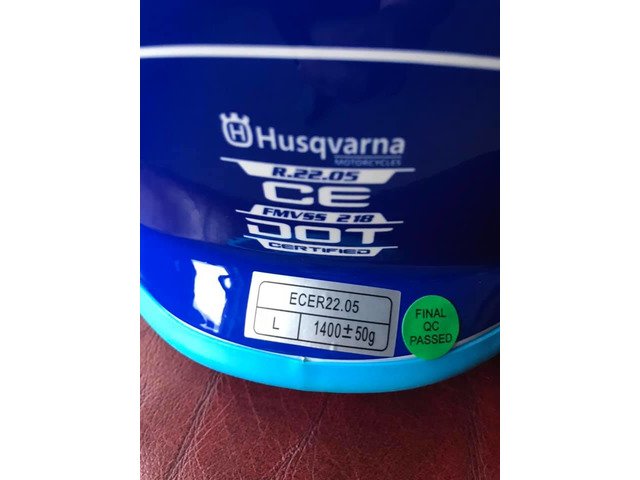 Husqvarna
MOTORCYCLES
R.22.05
CE
FMVSS 218
DOT
CERTIFIED
ECER22.05
L 1400±50g
FINAL
QC
PASSED